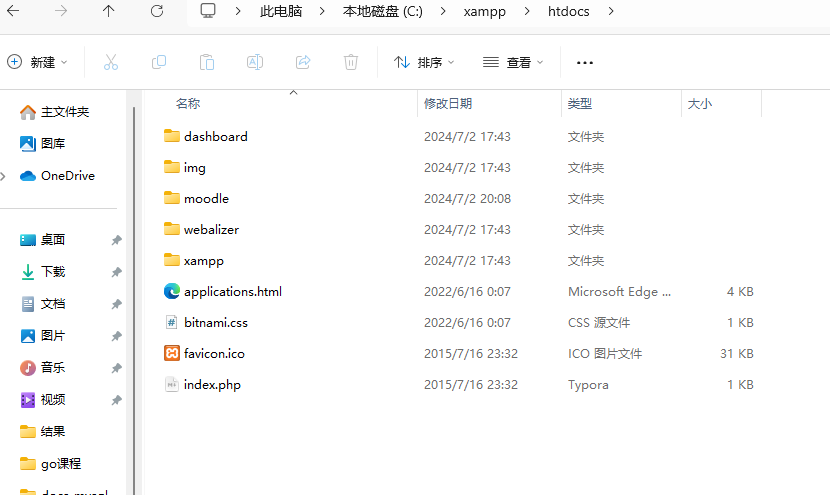 此电脑 本地磁盘 (C:) xampp htdocs
新建 排序 查看
名称 修改日期 类型 大小
主文件夹
图库
OneDrive
桌面
下载
文档
图片
音乐
视频
结果
go课程
docs-mysql
dashboard 2024/7/2 17:43 文件夹
img 2024/7/2 17:43 文件夹
moodle 2024/7/2 20:08 文件夹
webalizer 2024/7/2 17:43 文件夹
xampp 2024/7/2 17:43 文件夹
applications.html 2022/6/16 0:07 Microsoft Edge ... 4 KB
bitnami.css 2022/6/16 0:07 CSS 源文件 1 KB
favicon.ico 2015/7/16 23:32 ICO 图片文件 31 KB
index.php 2015/7/16 23:32 Typora 1 KB